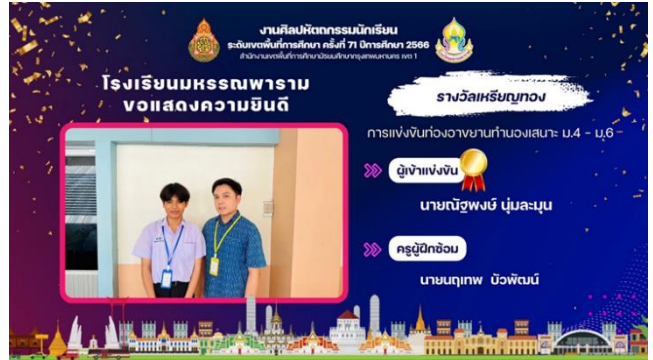 งานศิลปหัตถกรรมนักเรียน
ระดับเขตพื้นที่การศึกษา ครั้งที่ 71 ปีการศึกษา 2566
สำนักงานเขตพื้นที่การศึกษามัธยมศึกษากรุงเทพมหานคร เขต 1
โรงเรียนมหรรณพาราม
ขอแสดงความยินดี
รางวัลเหรียญทอง
การแข่งขันท่องอาขยานทำนองเสนาะ ม.4 - ม.6
ผู้เข้าแข่งขัน
นายณัฐพงษ์ นุ่มละมุน
ครูผู้ฝึกซ้อม
นายนฤเทพ บัวพัฒน์